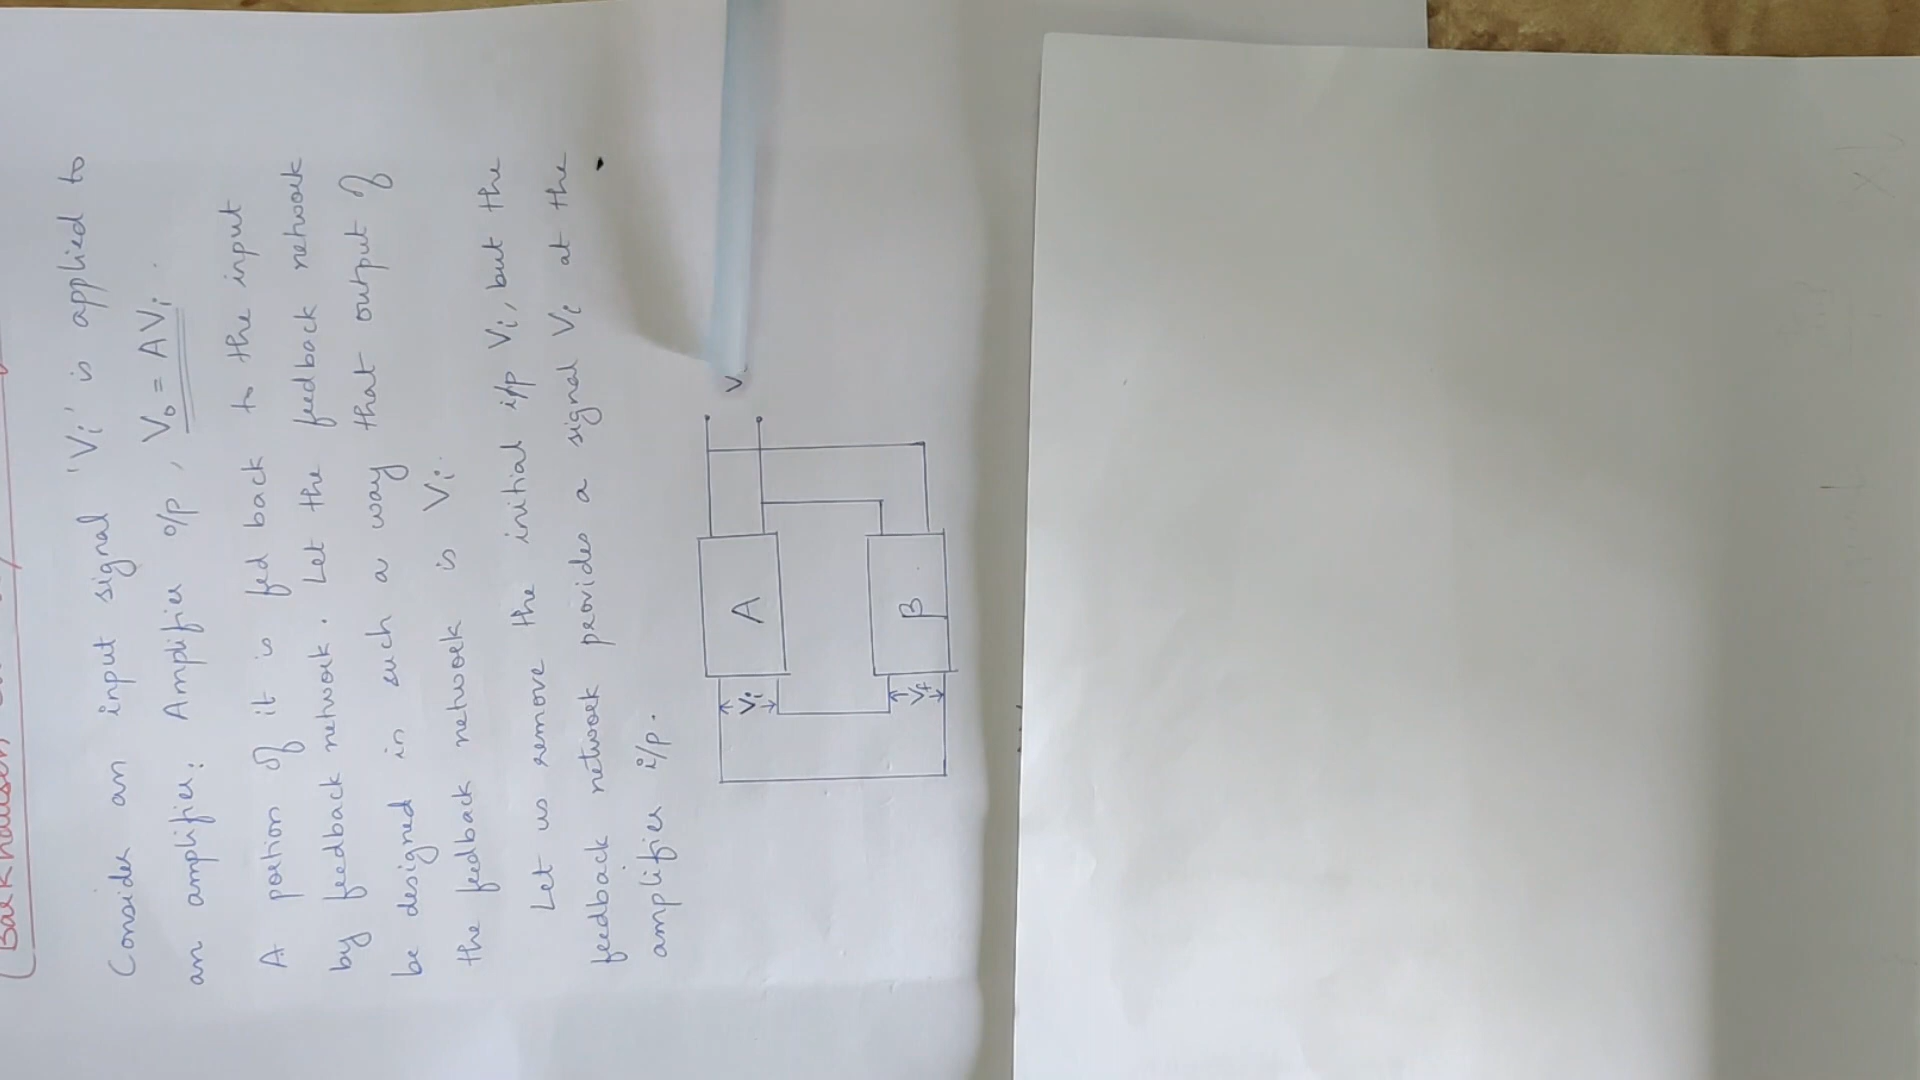 Barkhausen
Consider an input signal 'Vi' is applied to
an amplifier. Amplifier o/p, Vo = AVi.
A portion of it is fed back to the input
by feedback network. Let the feedback network
be designed in such a way that output of
the feedback network is Vi.
Let us remove the initial i/p Vi, but the
feedback network provides a signal Vi at the
amplifier i/p.
Vi
A
V
Vf
β